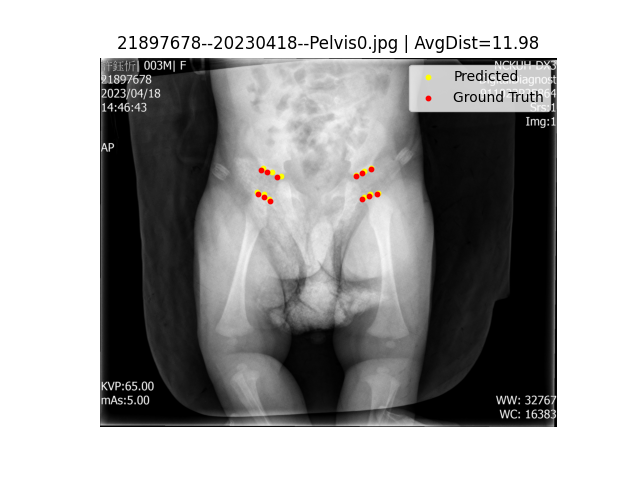 21897678--20230418--Pelvis0.jpg | AvgDist=11.98
003M| F
21897678
2023/04/18
14:46:43
AP
Predicted
Ground Truth
Img:1
KVP:65.00
mAs:5.00
WW: 32767
WC: 16383